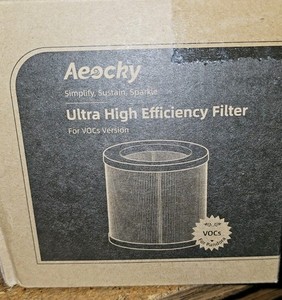 Aeocky
Simplify, Sustain, Sparkle
Ultra High Efficiency Filter
For VOCs Version
VOCs